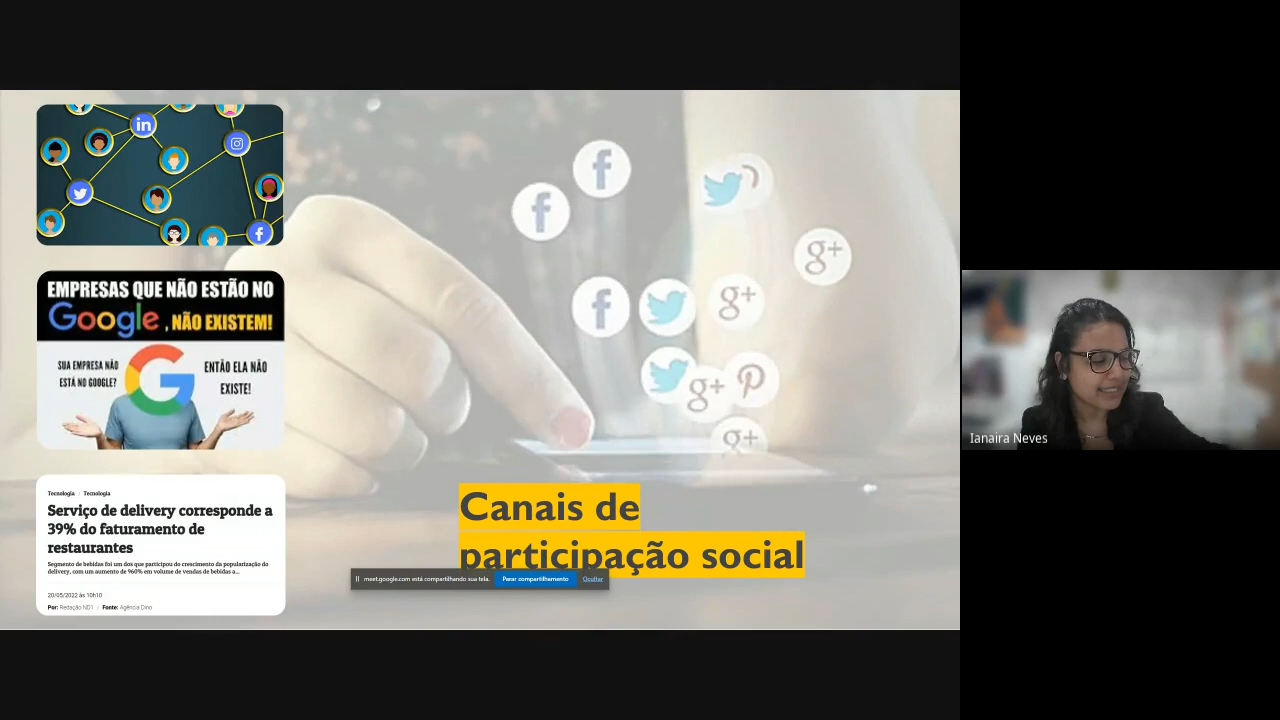 in
f
EMPRESAS QUE NÃO ESTÃO NO
Google , NÃO EXISTEM!
SUA EMPRESA NÃO
ESTÁ NO GOOGLE?
ENTÃO ELA NÃO
EXISTE!
Tecnologia / Tecnologia
Serviço de delivery corresponde a
39% do faturamento de
restaurantes
Segmento de bebidas foi um dos que participou do crescimento da popularização do
delivery, com um aumento de 960% em volume de vendas de bebidas a...
20/05/2022 às 10h10
Por: Redação ND1 / Fonte: Agência Dino
f
f
g+
f
g+
g+
g+
Canais de
participação social
meet.google.com está compartilhando sua tela.
Parar compartilhamento
Ocultar
Ianaira Neves